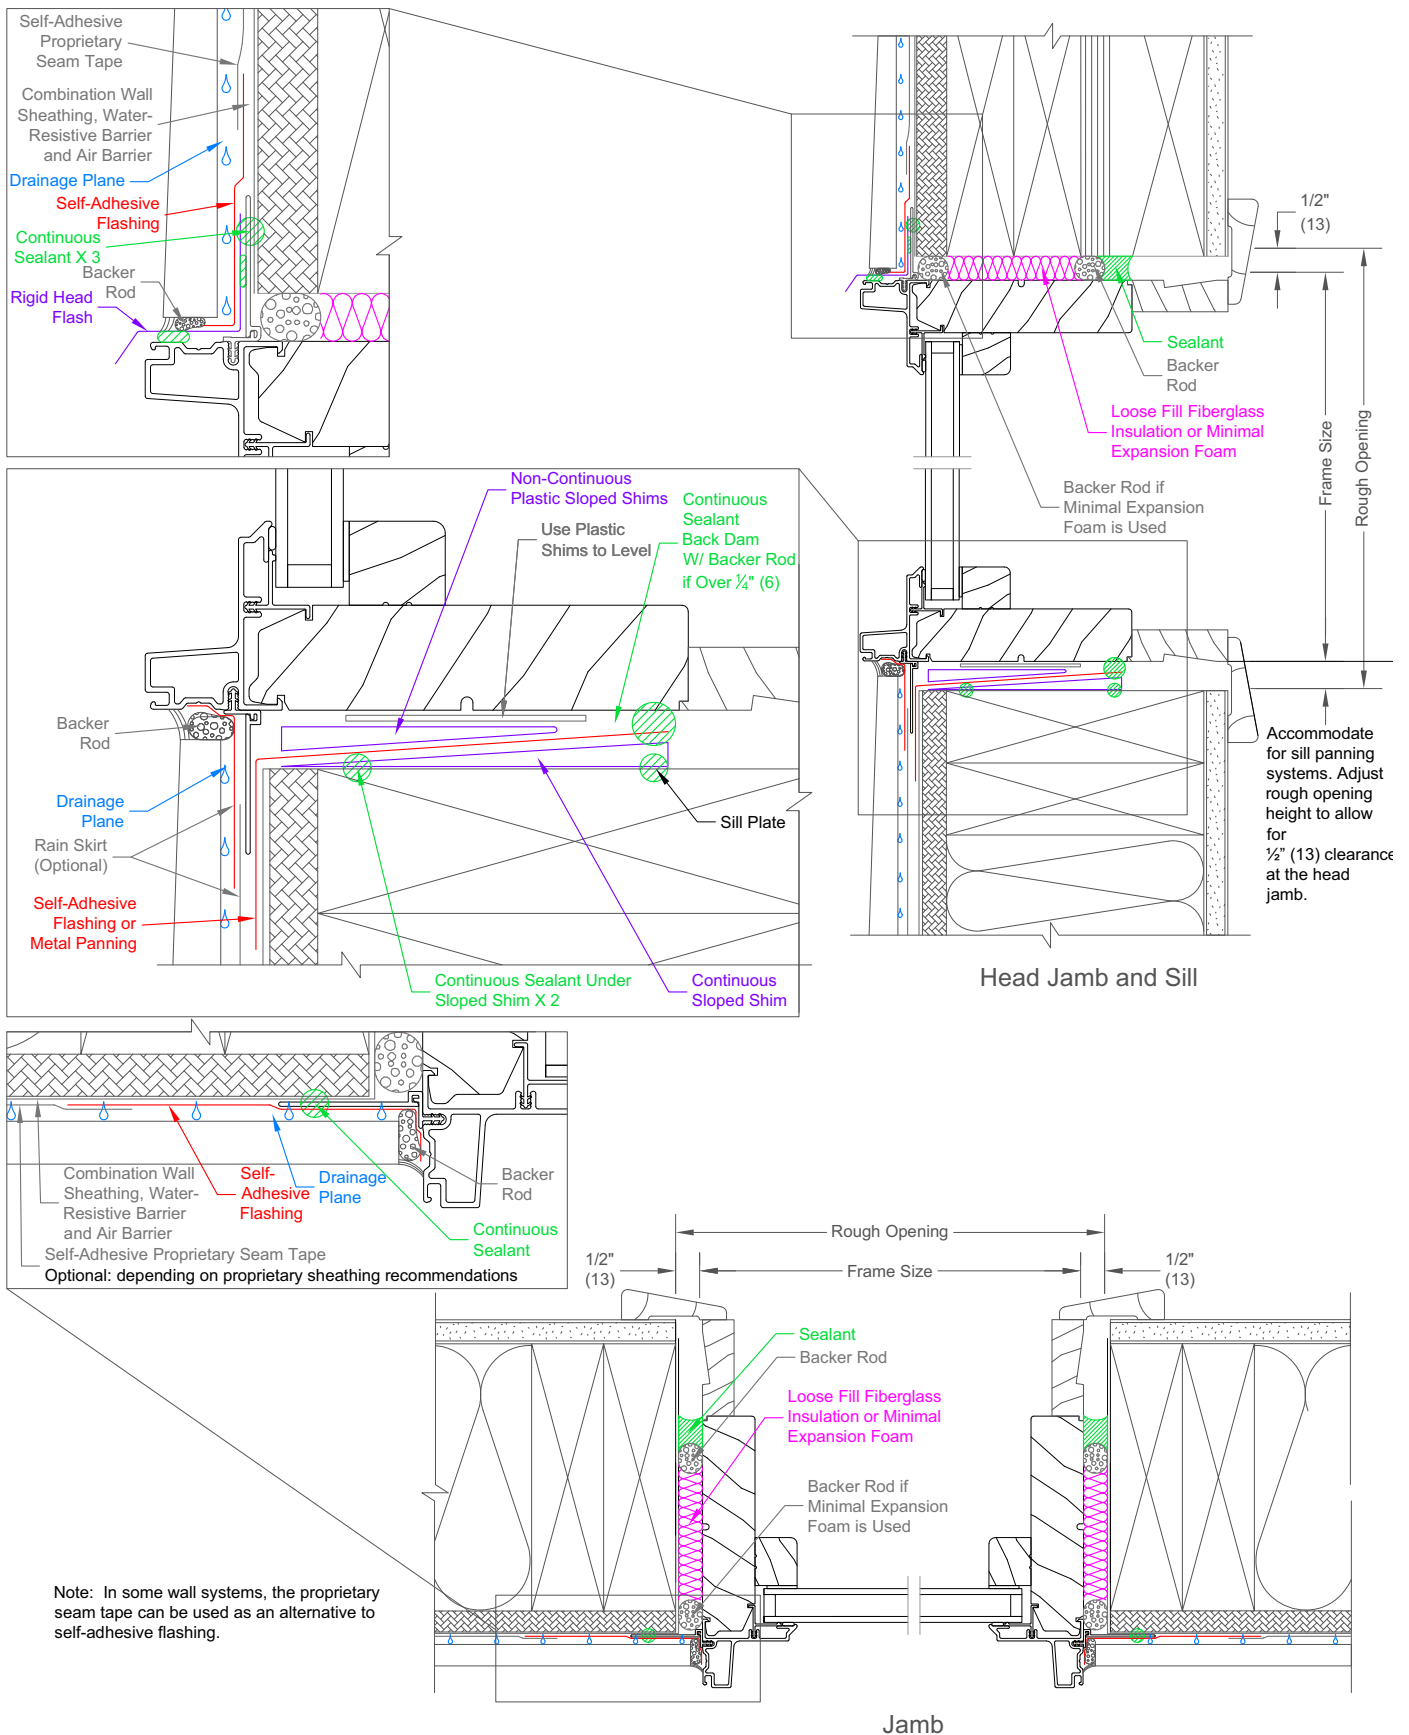 Self-Adhesive
Proprietary
Seam Tape
Combination Wall
Sheathing, Water-
Resistive Barrier
and Air Barrier
Drainage Plane
Self-Adhesive
Flashing
Continuous
Sealant X 3
Backer
Rod
Rigid Head
Flash
1/2"
(13)
Sealant
Backer
Rod
Loose Fill Fiberglass
Insulation or Minimal
Expansion Foam
Backer Rod if
Minimal Expansion
Foam is Used
Frame Size
Rough Opening
Non-Continuous
Plastic Sloped Shims
Use Plastic
Shims to Level
Continuous
Sealant
Back Dam
W/ Backer Rod
if Over ¼" (6)
Backer
Rod
Drainage
Plane
Rain Skirt
(Optional)
Self-Adhesive
Flashing or
Metal Panning
Sill Plate
Continuous Sealant Under
Sloped Shim X 2
Continuous
Sloped Shim
Accommodate
for sill panning
systems. Adjust
rough opening
height to allow
for
½” (13) clearance
at the head
jamb.
Head Jamb and Sill
Combination Wall
Sheathing, Water-
Resistive Barrier
and Air Barrier
Self-
Adhesive
Flashing
Drainage
Plane
Backer
Rod
Continuous
Sealant
Self-Adhesive Proprietary Seam Tape
Optional: depending on proprietary sheathing recommendations
Rough Opening
1/2"
(13)
Frame Size
1/2"
(13)
Sealant
Backer Rod
Loose Fill Fiberglass
Insulation or Minimal
Expansion Foam
Backer Rod if
Minimal Expansion
Foam is Used
Note: In some wall systems, the proprietary
seam tape can be used as an alternative to
self-adhesive flashing.
Jamb